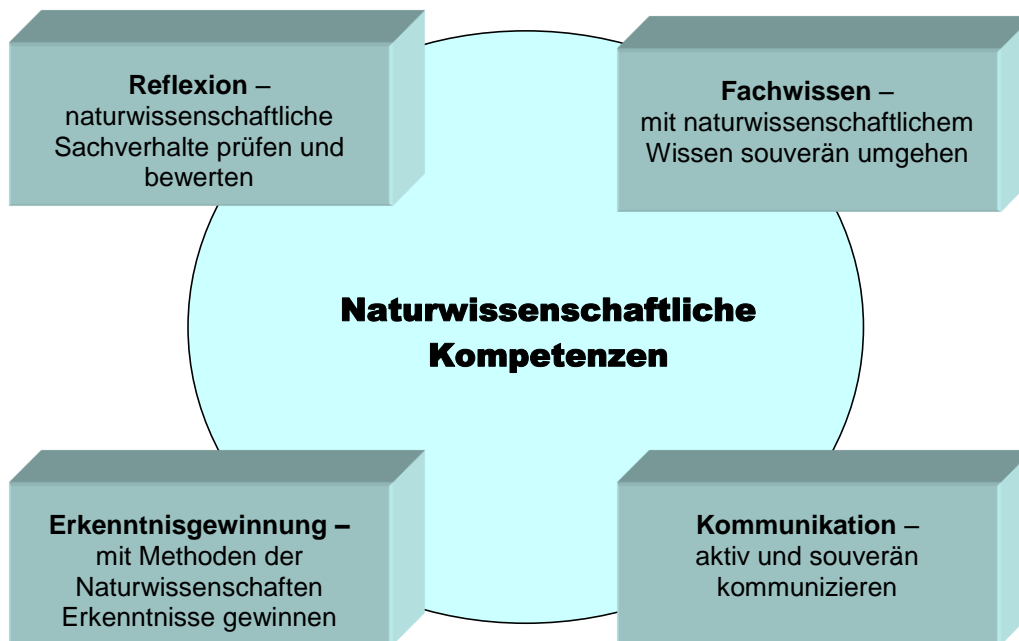 Reflexion –
naturwissenschaftliche
Sachverhalte prüfen und
bewerten
Fachwissen –
mit naturwissenschaftlichem
Wissen souverän umgehen
Naturwissenschaftliche
Kompetenzen
Erkenntnisgewinnung –
mit Methoden der
Naturwissenschaften
Erkenntnisse gewinnen
Kommunikation –
aktiv und souverän
kommunizieren